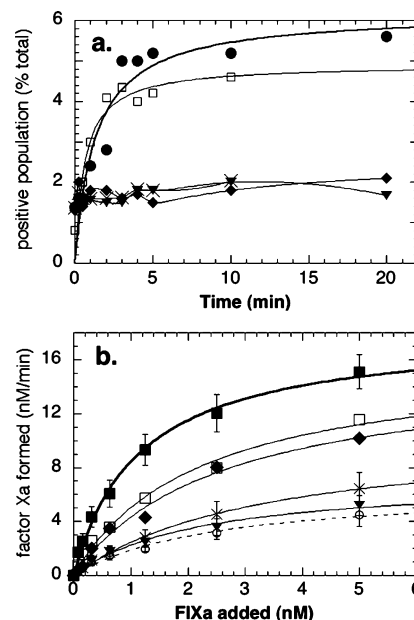 6
a.
4
2
0
positive population (% total)
0 5 10 15 20
Time (min)
16
b.
12
8
4
0
factor Xa formed (nM/min)
0 1 2 3 4 5 6
FIXa added (nM)